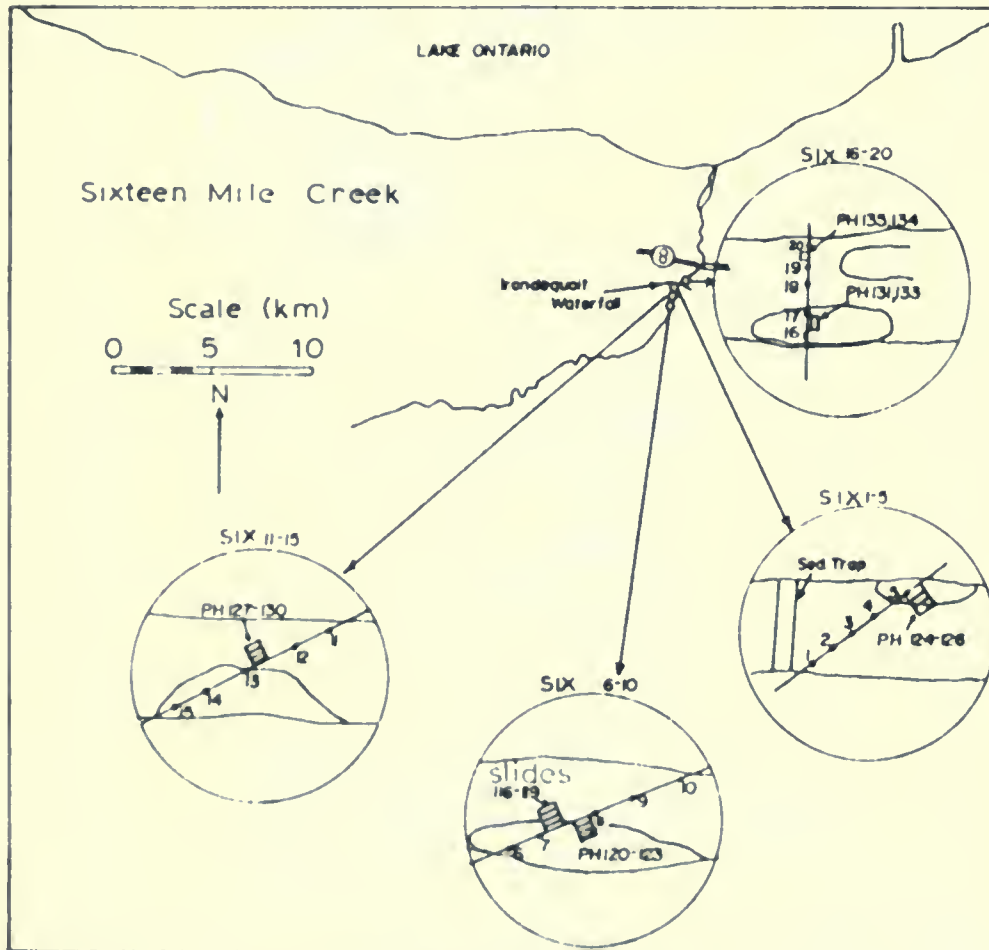 LAKE ONTARIO
Sixteen Mile Creek
SIX 16-20
PH 135,134
20
19
18
17
16
PH 131,133
8
Irondequoit
Waterfall
Scale (km)
0 5 10
N
SIX 11-15
PH 127-130
11
12
13
14
15
SIX 1-5
Sed. Trap
5
4
3
2
1
PH 124-126
SIX 6-10
slides
116-119
10
9
8
7
6
PH 120-123